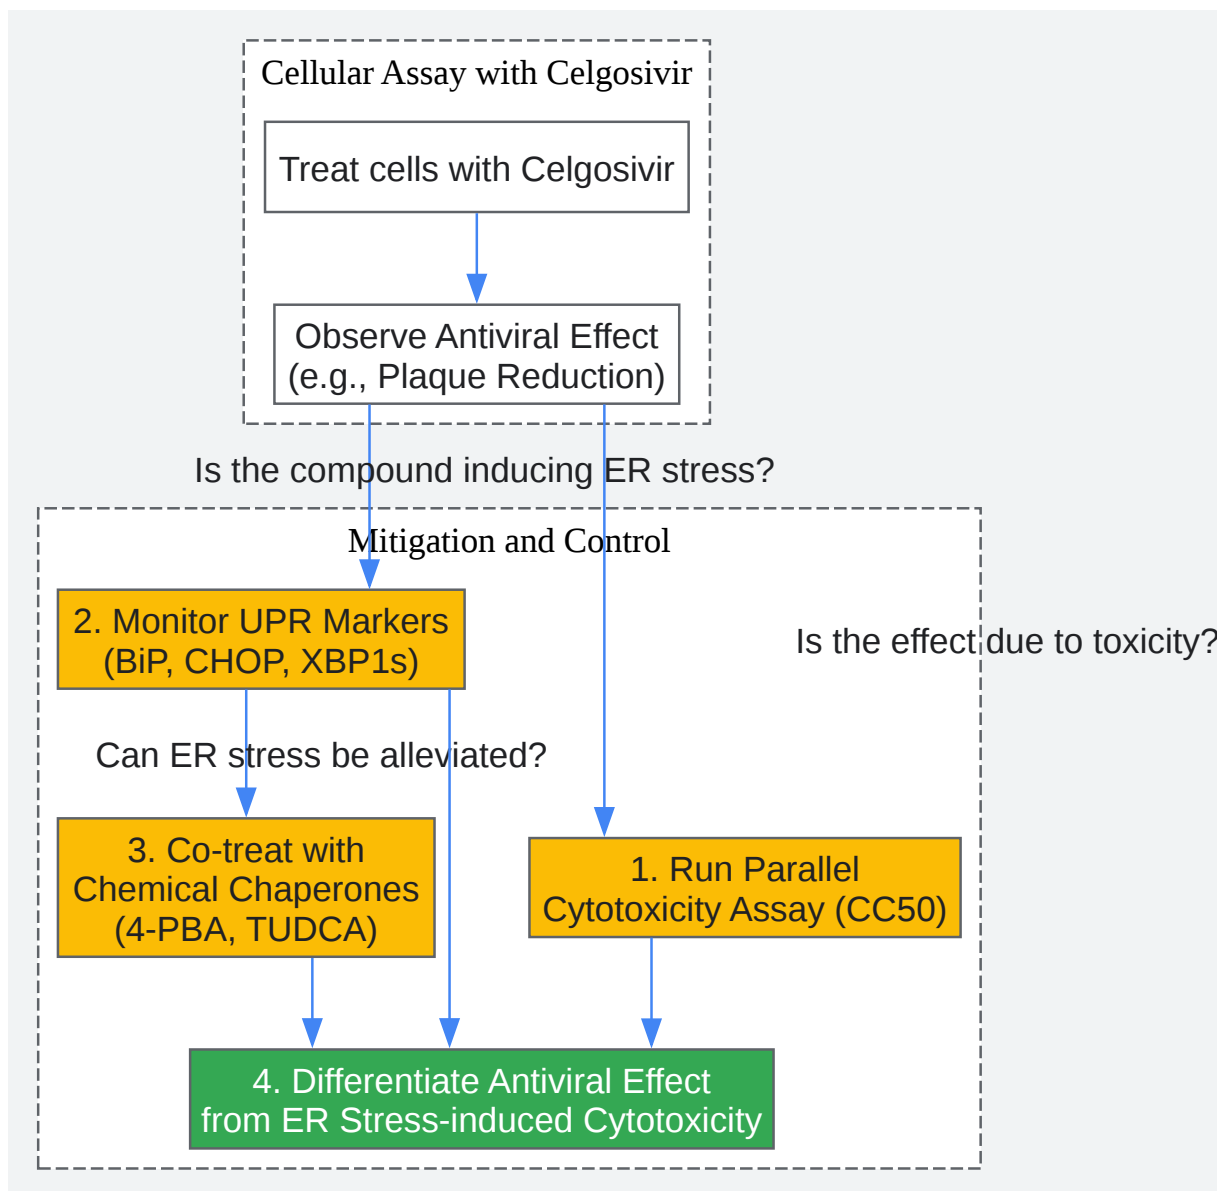 Cellular Assay with Celgosivir
Treat cells with Celgosivir
Observe Antiviral Effect
(e.g., Plaque Reduction)
Is the compound inducing ER stress?
Mitigation and Control
2. Monitor UPR Markers
(BiP, CHOP, XBP1s)
Is the effect due to toxicity?
Can ER stress be alleviated?
3. Co-treat with
Chemical Chaperones
(4-PBA, TUDCA)
1. Run Parallel
Cytotoxicity Assay (CC50)
4. Differentiate Antiviral Effect
from ER Stress-induced Cytotoxicity